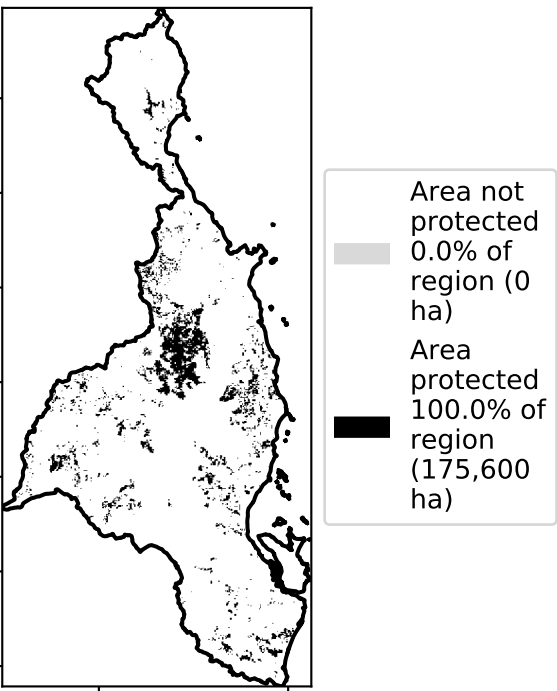 Area not
protected
0.0% of
region (0
ha)
Area
protected
100.0% of
region
(175,600
ha)